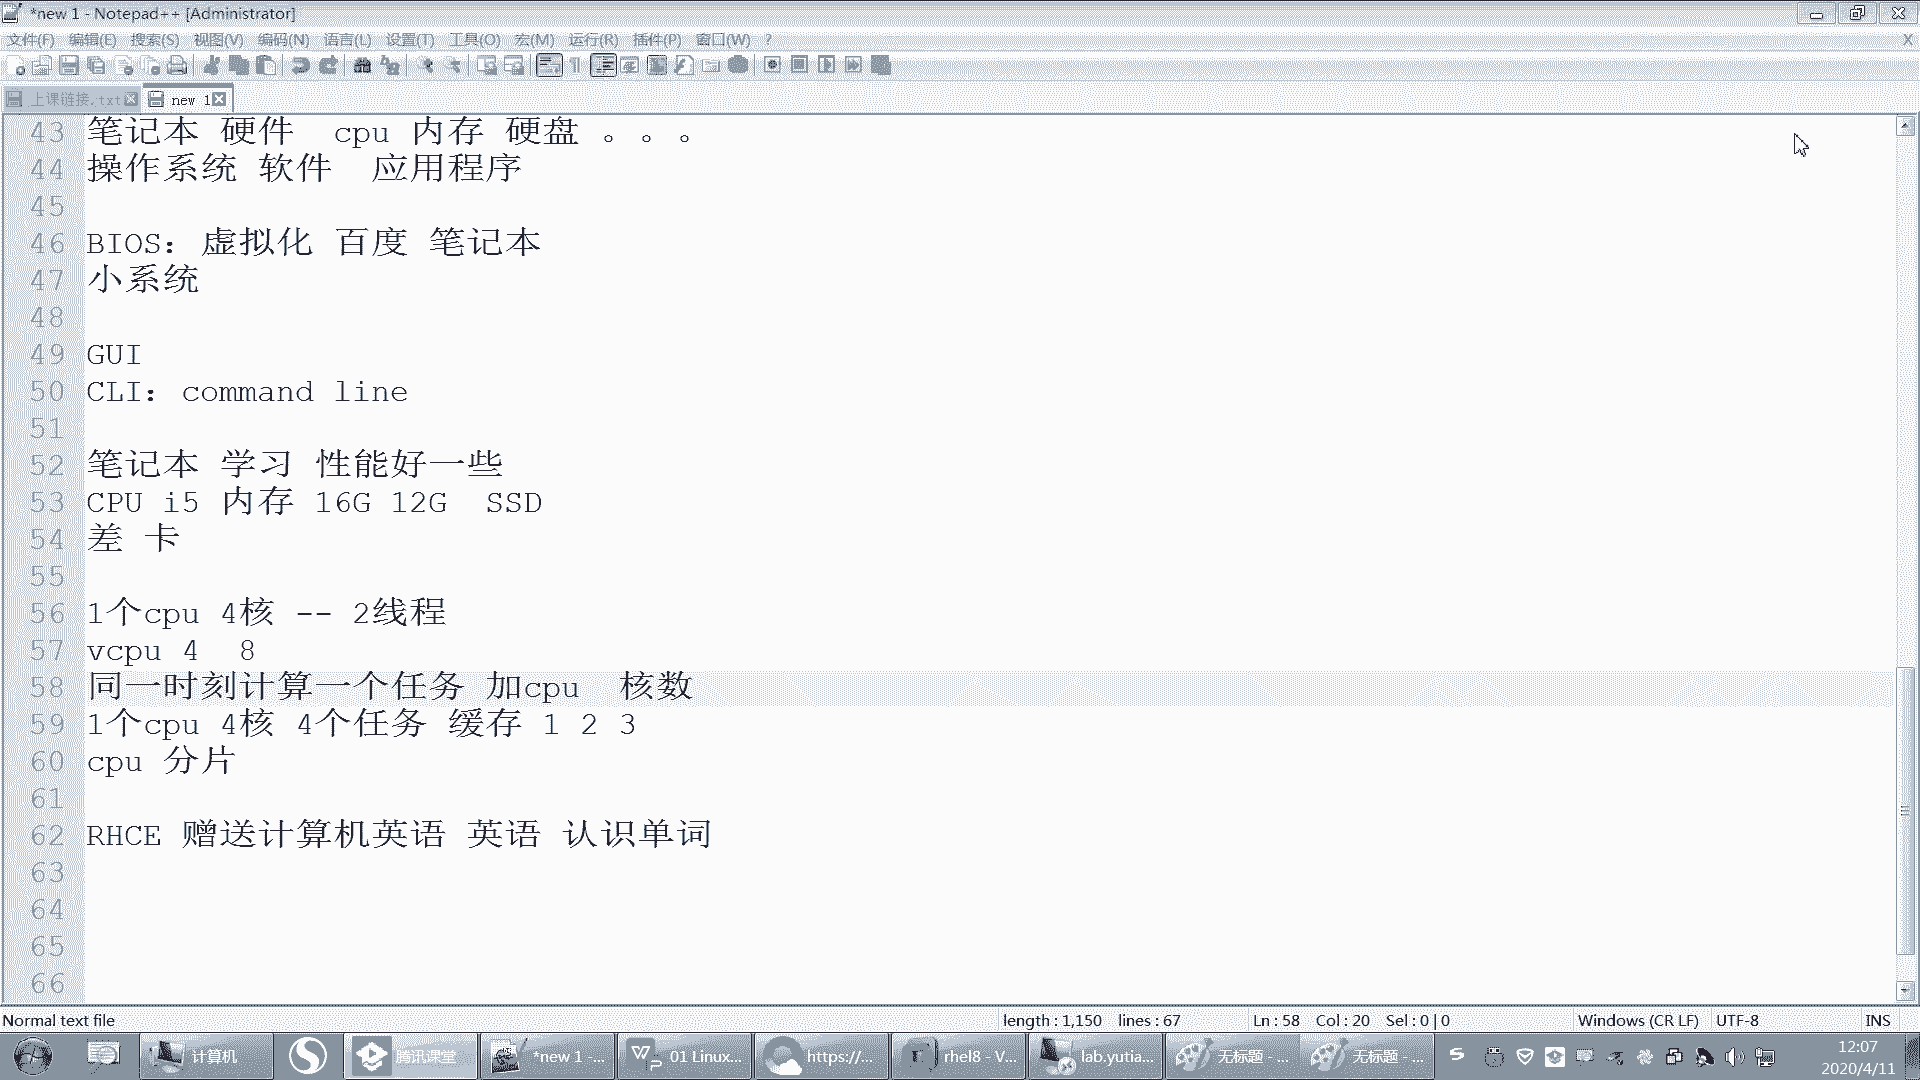 *new 1 - Notepad++ [Administrator]
文件(F) 编辑(E) 搜索(S) 视图(V) 编码(N) 语言(L) 设置(T) 工具(O) 宏(M) 运行(R) 插件(P) 窗口(W) ? X
上课链接.txt new 1
43 笔记本 硬件  cpu 内存 硬盘 。。。
44 操作系统 软件  应用程序
45
46 BIOS：虚拟化 百度 笔记本
47 小系统
48
49 GUI
50 CLI：command line
51
52 笔记本 学习 性能好一些
53 CPU i5 内存 16G 12G  SSD
54 差 卡
55
56 1个cpu 4核 -- 2线程
57 vcpu 4  8
58 同一时刻计算一个任务 加cpu  核数
59 1个cpu 4核 4个任务 缓存 1 2 3
60 cpu 分片
61
62 RHCE 赠送计算机英语 英语 认识单词
63
64
65
66
Normal text file length : 1,150 lines : 67 Ln : 58 Col : 20 Sel : 0 | 0 Windows (CR LF) UTF-8 INS
计算机 腾讯课堂 *new 1 -... 01 Linux... https://... rhel8 - V... lab.yutia... 无标题 - ... 无标题 - ... 12:07
2020/4/11